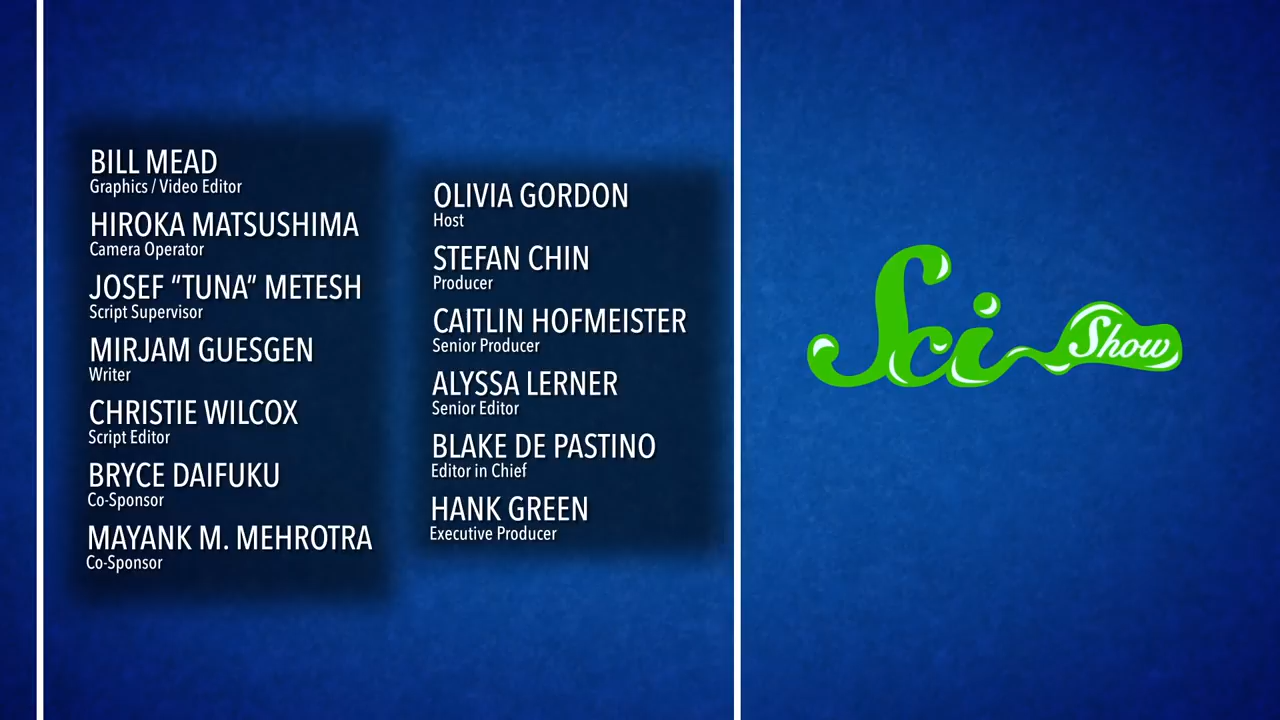 BILL MEAD
Graphics / Video Editor
HIROKA MATSUSHIMA
Camera Operator
JOSEF “TUNA” METESH
Script Supervisor
MIRJAM GUESGEN
Writer
CHRISTIE WILCOX
Script Editor
BRYCE DAIFUKU
Co-Sponsor
MAYANK M. MEHROTRA
Co-Sponsor
OLIVIA GORDON
Host
STEFAN CHIN
Producer
CAITLIN HOFMEISTER
Senior Producer
ALYSSA LERNER
Senior Editor
BLAKE DE PASTINO
Editor in Chief
HANK GREEN
Executive Producer
Sci Show